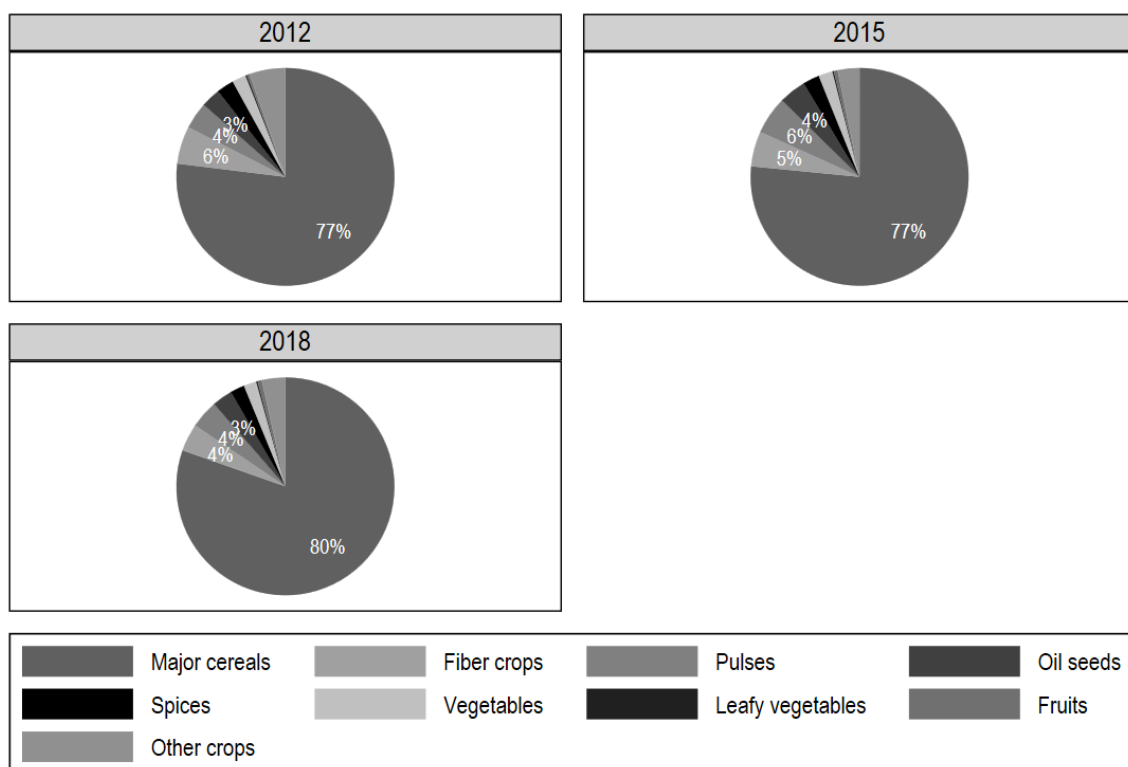 2012
2015
3%
4%
6%
77%
4%
6%
5%
77%
2018
3%
4%
4%
80%
Major cereals
Fiber crops
Pulses
Oil seeds
Spices
Vegetables
Leafy vegetables
Fruits
Other crops